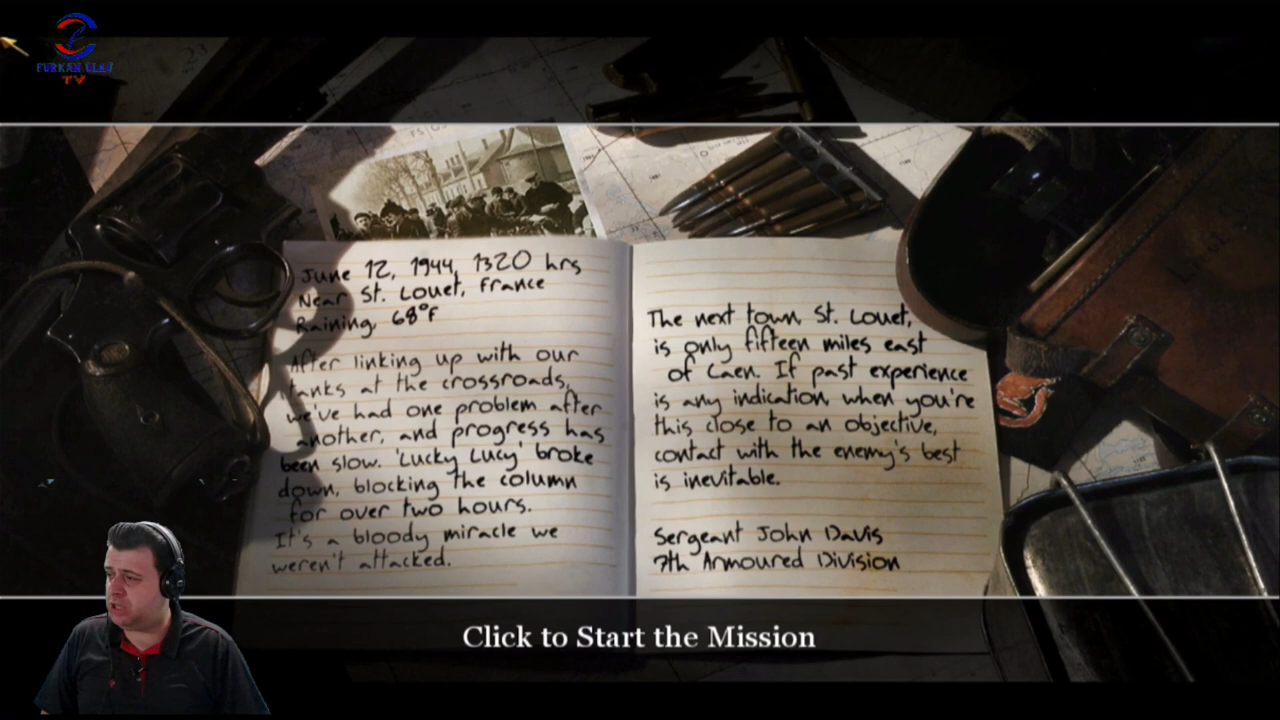 FURKAN ULAŞ
TV
June 12, 1944, 1320 hrs
Near St. Louet, France
Raining, 68°F
After linking up with our
tanks at the crossroads,
we've had one problem after
another, and progress has
been slow. 'Lucky Lucy' broke
down, blocking the column
for over two hours.
It's a bloody miracle we
weren't attacked.
The next town, St. Louet,
is only fifteen miles east
of Caen. If past experience
is any indication, when you're
this close to an objective,
contact with the enemy's best
is inevitable.
Sergeant John Davis
7th Armoured Division
Click to Start the Mission